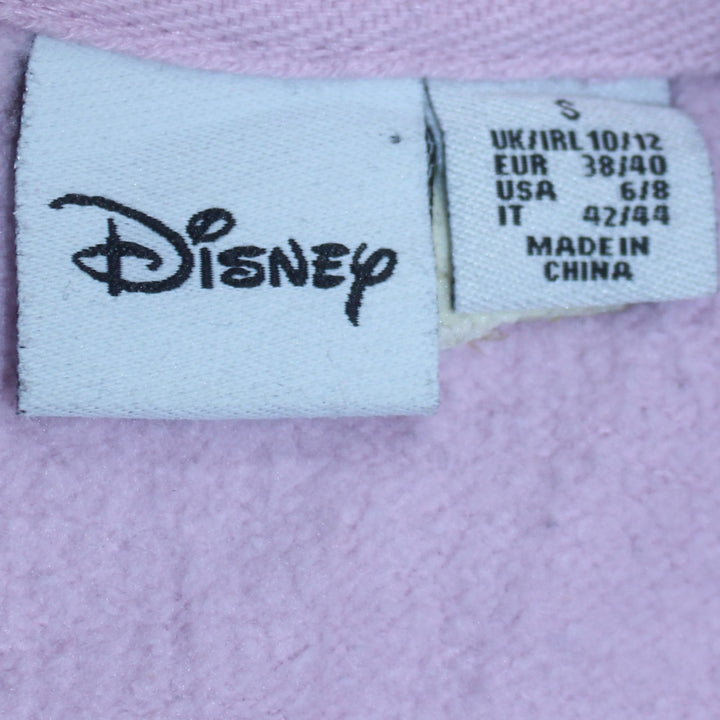 Disney
S
UK/IRL 10/12
EUR 38/40
USA 6/8
IT 42/44
MADE IN
CHINA